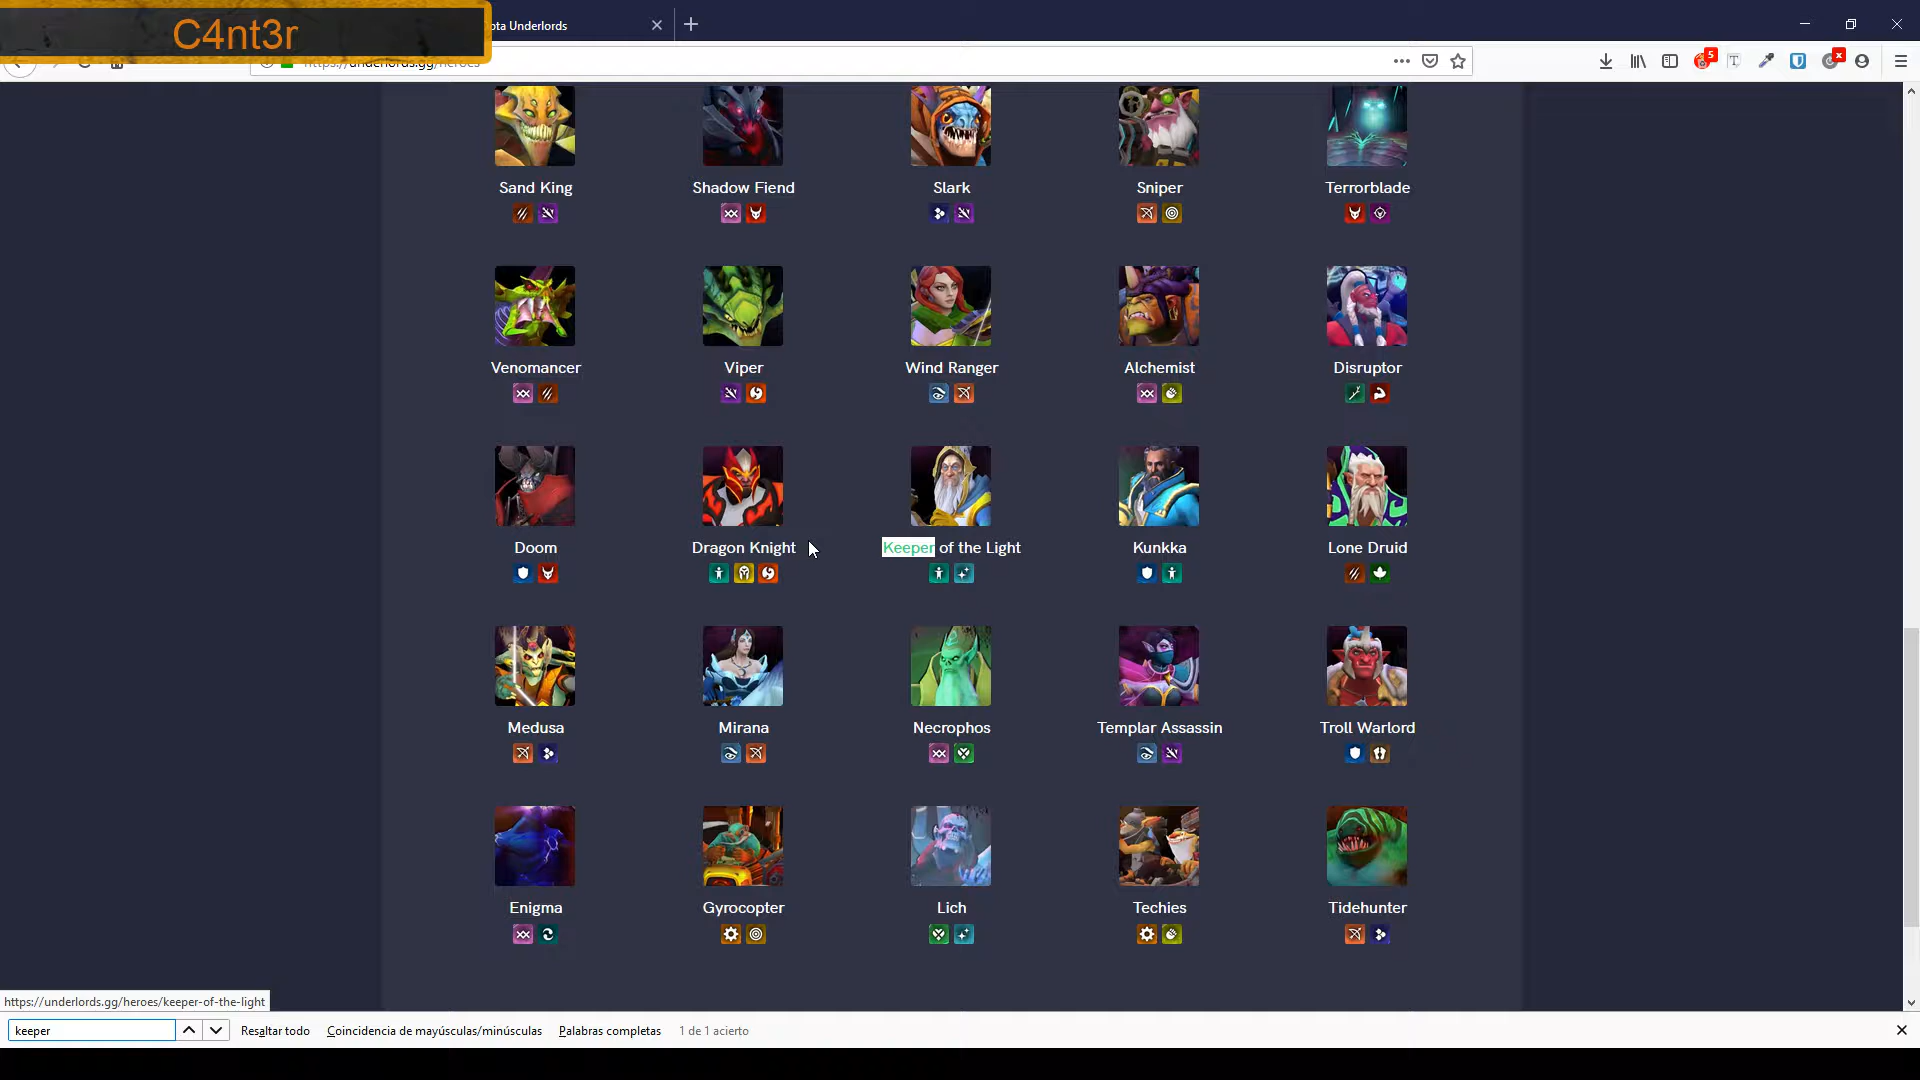 C4nt3r
ota Underlords
https://underlords.gg/heroes
5
Sand King
Shadow Fiend
Slark
Sniper
Terrorblade
Venomancer
Viper
Wind Ranger
Alchemist
Disruptor
Doom
Dragon Knight
Keeper of the Light
Kunkka
Lone Druid
Medusa
Mirana
Necrophos
Templar Assassin
Troll Warlord
Enigma
Gyrocopter
Lich
Techies
Tidehunter
https://underlords.gg/heroes/keeper-of-the-light
keeper
Resaltar todo
Coincidencia de mayúsculas/minúsculas
Palabras completas
1 de 1 acierto